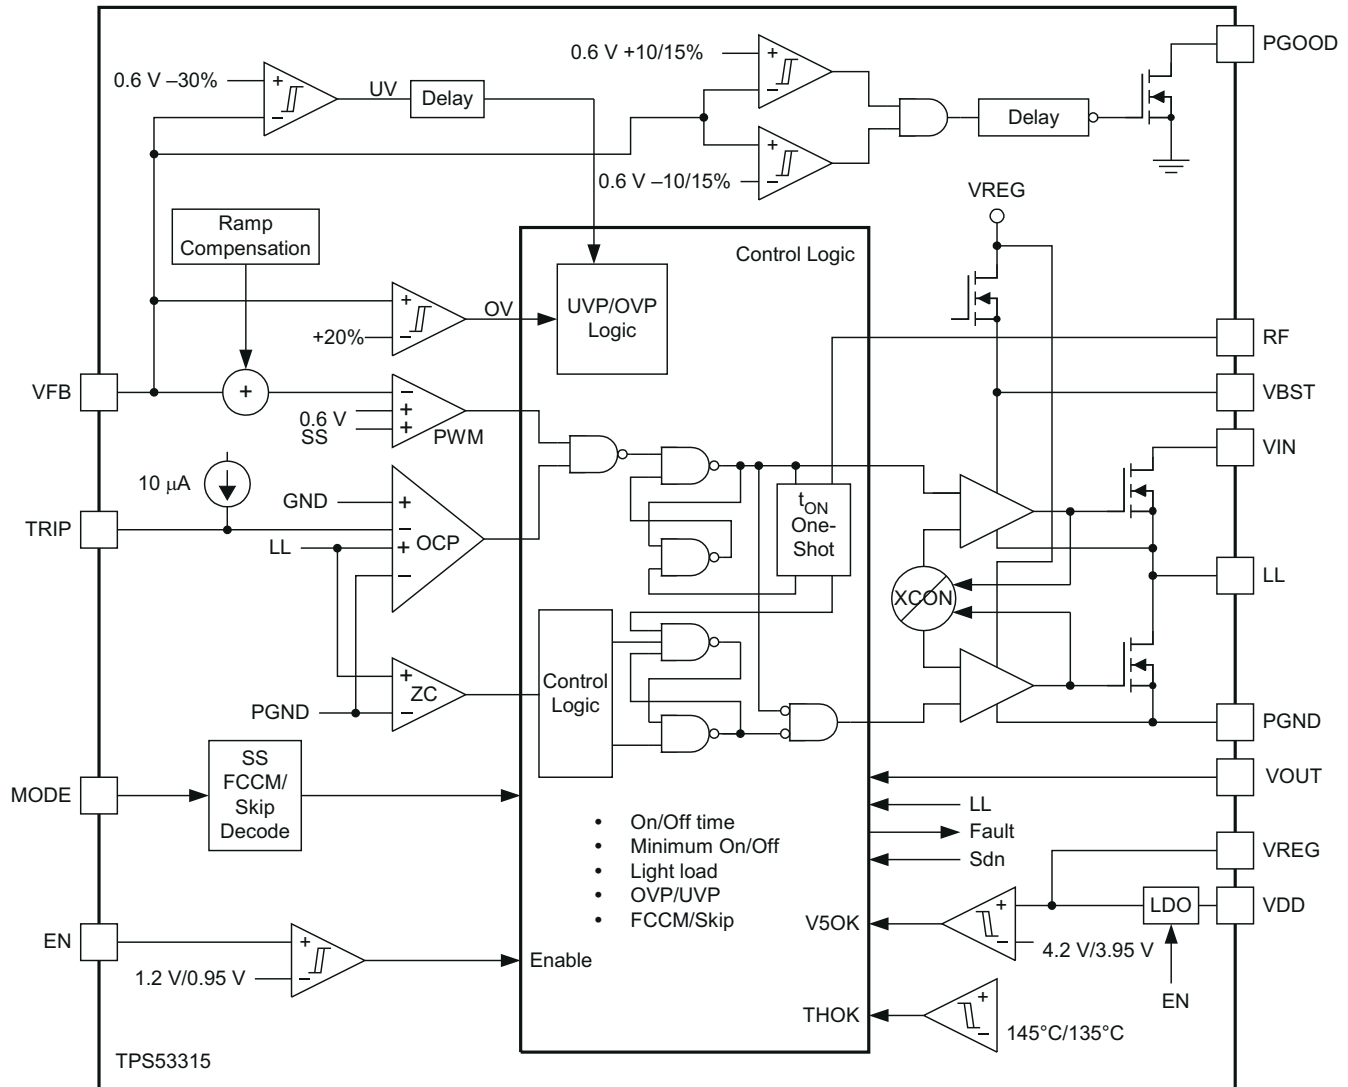 0.6 V +10/15%
PGOOD
0.6 V –30%
+
–
UV
Delay
+
–
Delay
+
–
0.6 V –10/15%
VREG
Ramp
Compensation
Control Logic
UVP/OVP
Logic
+
–
OV
+20%
RF
VFB
+
–
+
+
0.6 V
SS
PWM
VBST
VIN
10 μA
GND
+
–
+
–
OCP
TRIP
LL
tON
One-
Shot
XCON
LL
Control
Logic
+
–
ZC
PGND
PGND
MODE
SS
FCCM/
Skip
Decode
VOUT
LL
Fault
Sdn
• On/Off time
• Minimum On/Off
• Light load
• OVP/UVP
• FCCM/Skip
VREG
LDO
VDD
V5OK
+
–
4.2 V/3.95 V
EN
EN
+
–
1.2 V/0.95 V
Enable
THOK
+
–
145°C/135°C
TPS53315